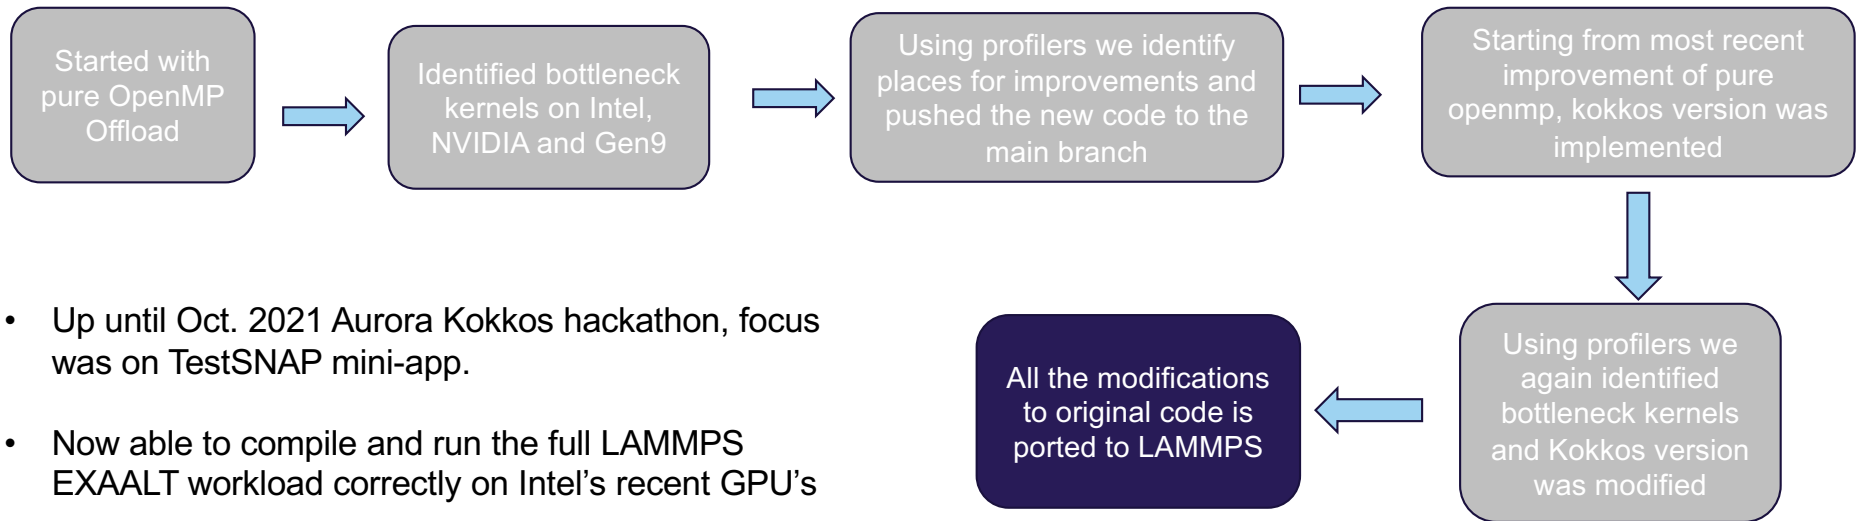 Started with
pure OpenMP
Offload
Identified bottleneck
kernels on Intel,
NVIDIA and Gen9
Using profilers we identify
places for improvements and
pushed the new code to the
main branch
Starting from most recent
improvement of pure
openmp, kokkos version was
implemented
Using profilers we
again identified
bottleneck kernels
and Kokkos version
was modified
All the modifications
to original code is
ported to LAMMPS
• Up until Oct. 2021 Aurora Kokkos hackathon, focus
was on TestSNAP mini-app.
• Now able to compile and run the full LAMMPS
EXAALT workload correctly on Intel’s recent GPU’s